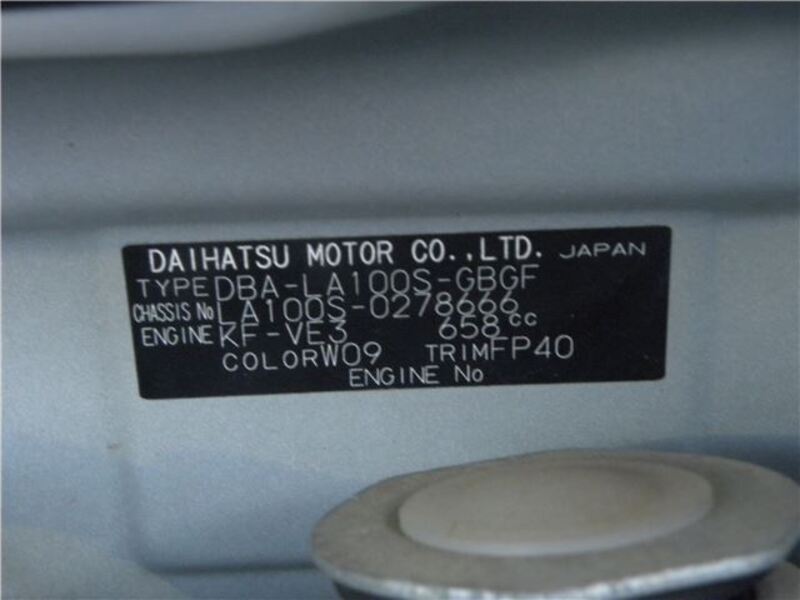 DAIHATSU MOTOR CO.,LTD. JAPAN
TYPE DBA-LA100S-GBGF
CHASSIS No LA100S-0278666
ENGINE KF-VE3 658cc
COLOR W09 TRIM FP40
ENGINE No